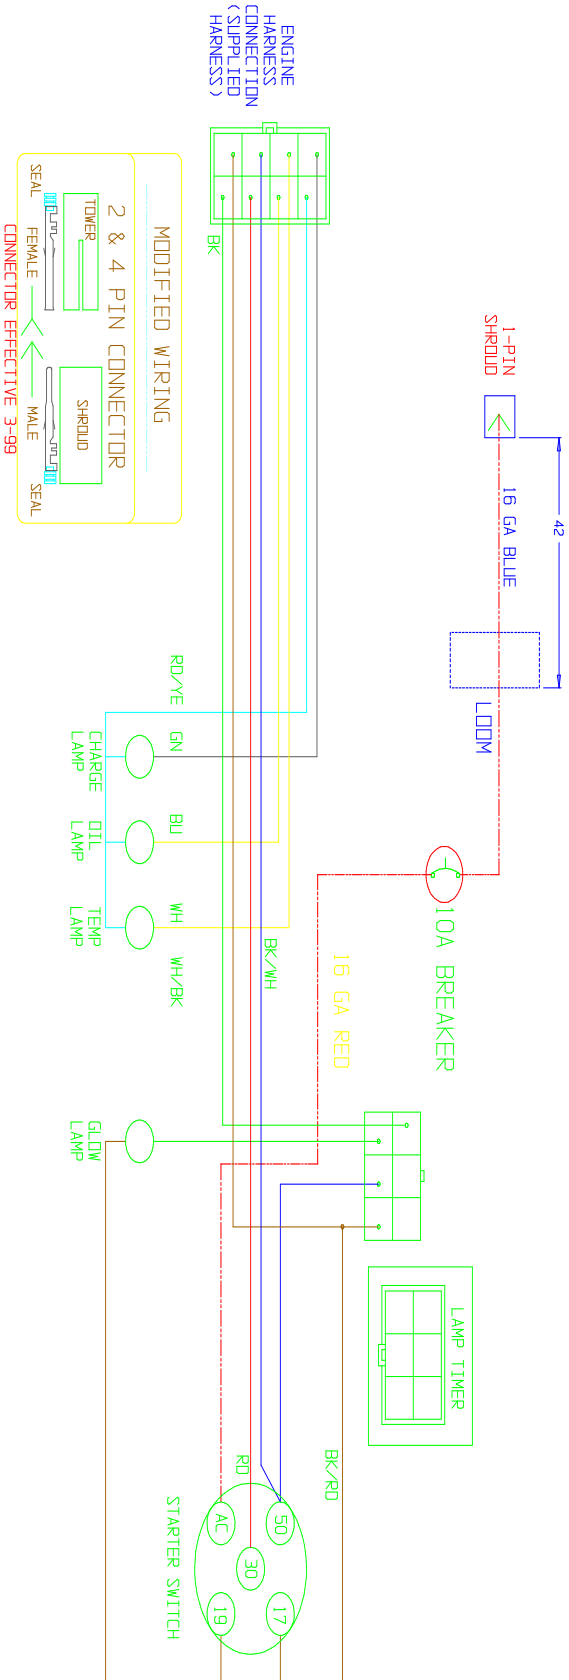 ENGINE
HARNESS
CONNECTION
(SUPPLIED
HARNESS)
1-PIN
SHROUD
42
16 GA BLUE
LOOM
10A BREAKER
16 GA RED
BK
MODIFIED WIRING
2 & 4 PIN CONNECTOR
TOWER
SHROUD
SEAL
FEMALE
MALE
SEAL
CONNECTOR EFFECTIVE 3-99
RD/YE
GN
CHARGE
LAMP
BU
OIL
LAMP
WH
TEMP
LAMP
WH/BK
BK/WH
GLOW
LAMP
LAMP TIMER
BK/RD
RD
50
AC
30
17
19
STARTER SWITCH